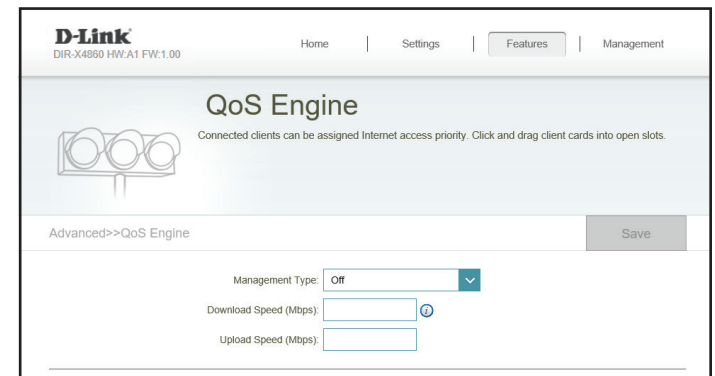 D-Link
DIR-X4860 HW:A1 FW:1.00
Home | Settings | Features | Management
QoS Engine
Connected clients can be assigned Internet access priority. Click and drag client cards into open slots.
Advanced>>QoS Engine
Save
Management Type: Off
Download Speed (Mbps): i
Upload Speed (Mbps):